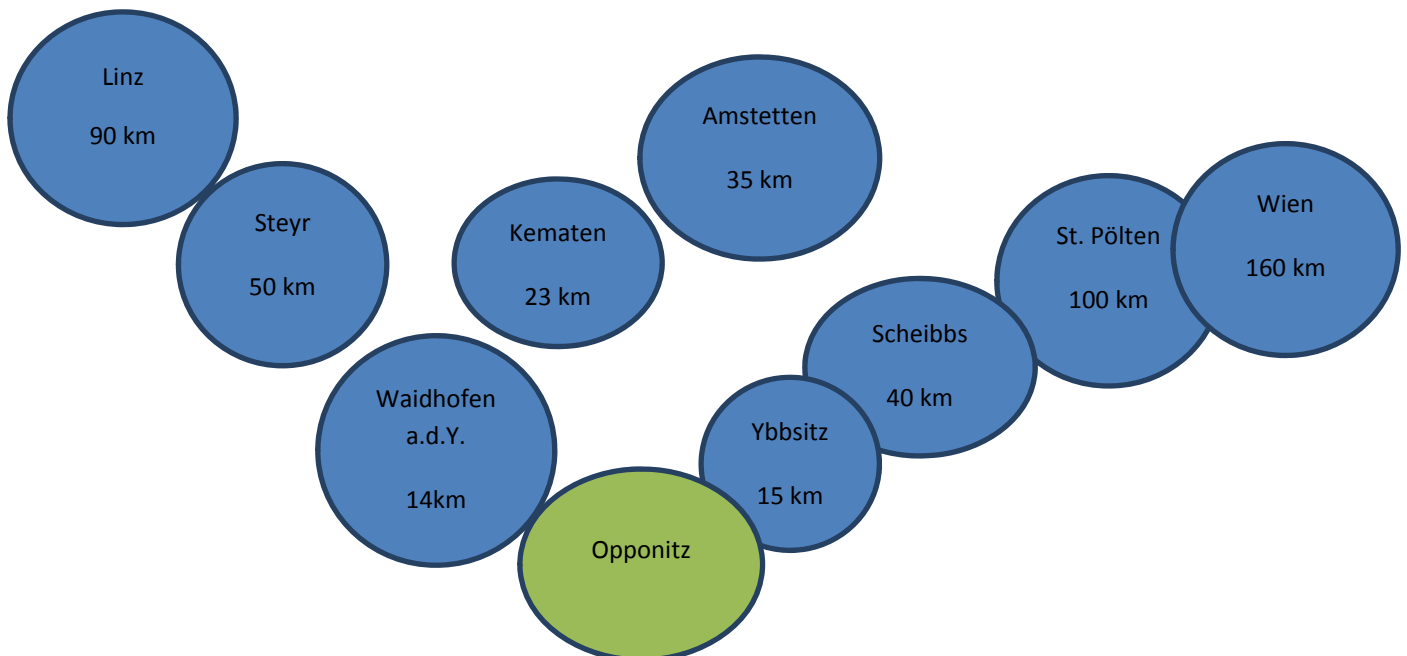 Linz
90 km
Steyr
50 km
Kematen
23 km
Amstetten
35 km
Waidhofen
a.d.Y.
14km
Opponitz
Ybbsitz
15 km
Scheibbs
40 km
St. Pölten
100 km
Wien
160 km